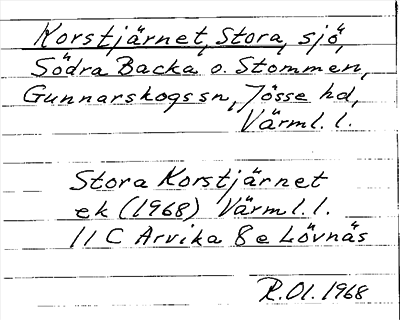 Korstjärnet, Stora, sjö,
Södra Backa o. Stommen,
Gunnarskogs sn, Jösse hd,
Värml. l.
Stora Korstjärnet
ek (1968) Värml. l.
11 C Arvika 8 e Lövnäs
R.Ol. 1968